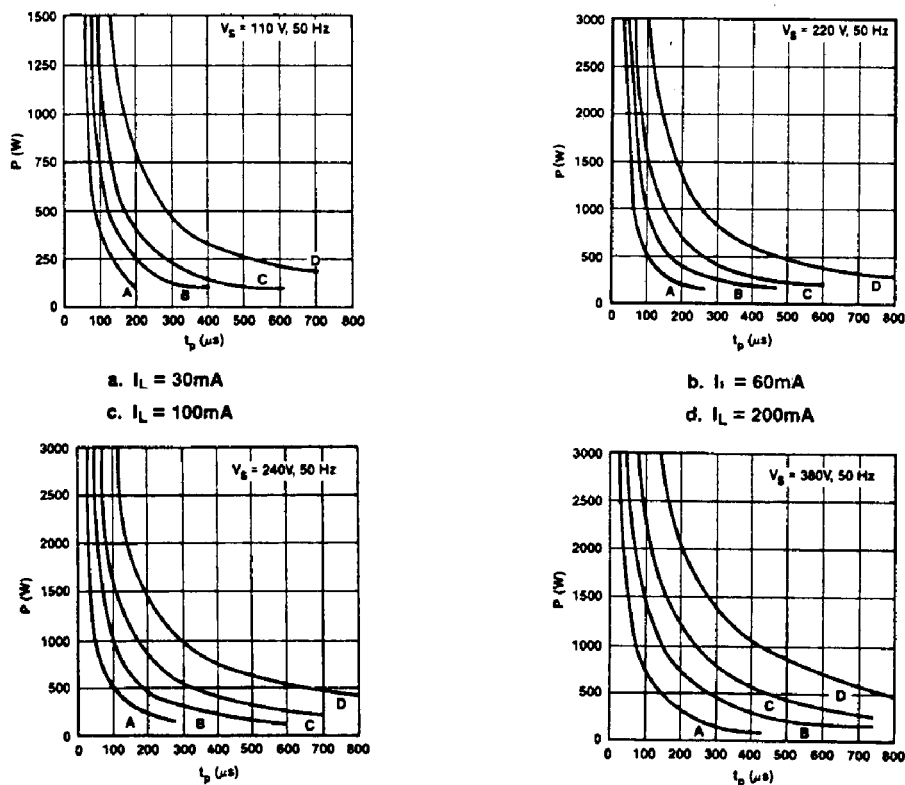 V_S = 110 V, 50 Hz
P (W)
1500
1250
1000
750
500
250
0
A
B
C
D
0 100 200 300 400 500 600 700 800
t_p (μs)
V_S = 220 V, 50 Hz
P (W)
3000
2500
2000
1500
1000
500
0
A
B
C
D
0 100 200 300 400 500 600 700 800
t_p (μs)
a. I_L = 30mA
b. I_L = 60mA
c. I_L = 100mA
d. I_L = 200mA
V_S = 240V, 50 Hz
P (W)
3000
2500
2000
1500
1000
500
0
A
B
C
D
0 100 200 300 400 500 600 700 800
t_p (μs)
V_S = 380V, 50 Hz
P (W)
3000
2500
2000
1500
1000
500
0
A
B
C
D
0 100 200 300 400 500 600 700 800
t_p (μs)